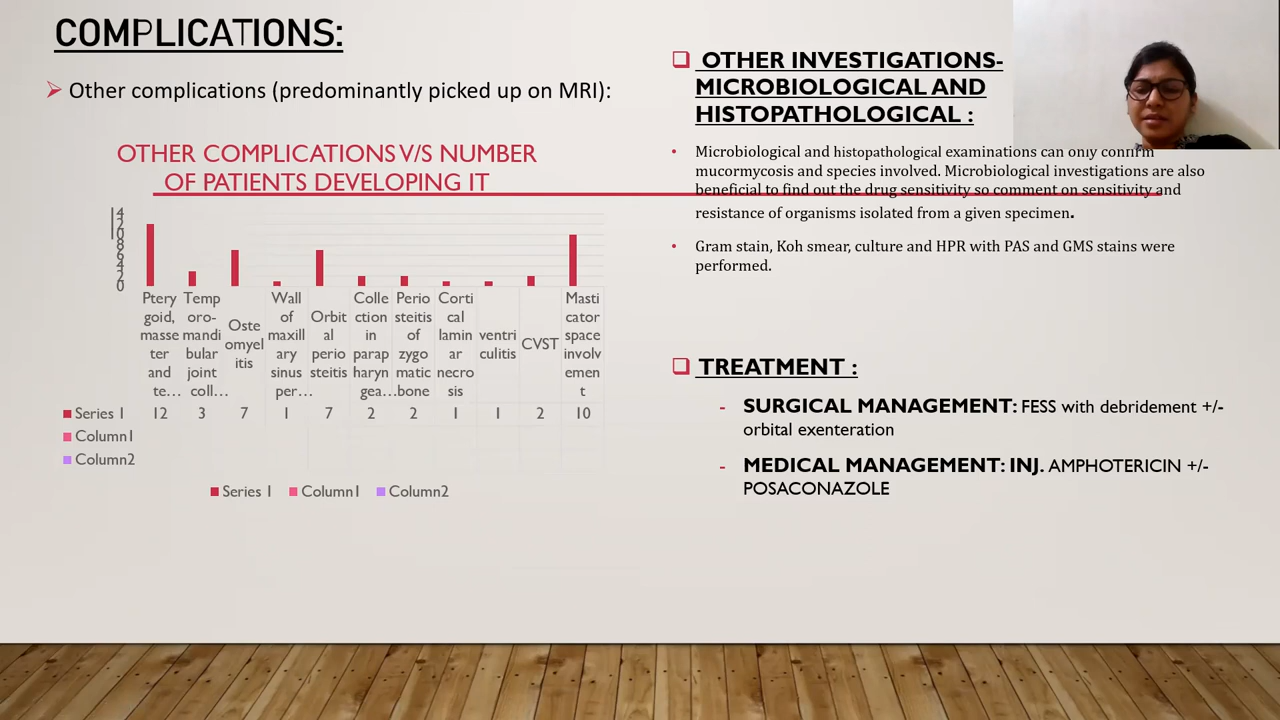 COMPLICATIONS:
Other complications (predominantly picked up on MRI):
OTHER COMPLICATIONS V/S NUMBER
OF PATIENTS DEVELOPING IT
14
12
10
8
6
4
2
0
Ptery
goid,
masse
ter
and
te…
Temp
oro-
mandi
bular
joint
coll…
Oste
omyel
itis
Wall
of
maxill
ary
sinus
per…
Orbit
al
perio
steitis
Colle
ction
in
parap
haryn
gea…
Perio
steitis
of
zygo
matic
bone
Corti
cal
lamin
ar
necro
sis
ventri
culitis
CVST
Masti
cator
space
involv
emen
t
Series 1 12 3 7 1 7 2 2 1 1 2 10
Column1
Column2
Series 1 Column1 Column2
OTHER INVESTIGATIONS-
MICROBIOLOGICAL AND
HISTOPATHOLOGICAL :
• Microbiological and histopathological examinations can only confirm
mucormycosis and species involved. Microbiological investigations are also
beneficial to find out the drug sensitivity so comment on sensitivity and
resistance of organisms isolated from a given specimen.
• Gram stain, Koh smear, culture and HPR with PAS and GMS stains were
performed.
TREATMENT :
- SURGICAL MANAGEMENT: FESS with debridement +/-
orbital exenteration
- MEDICAL MANAGEMENT: INJ. AMPHOTERICIN +/-
POSACONAZOLE